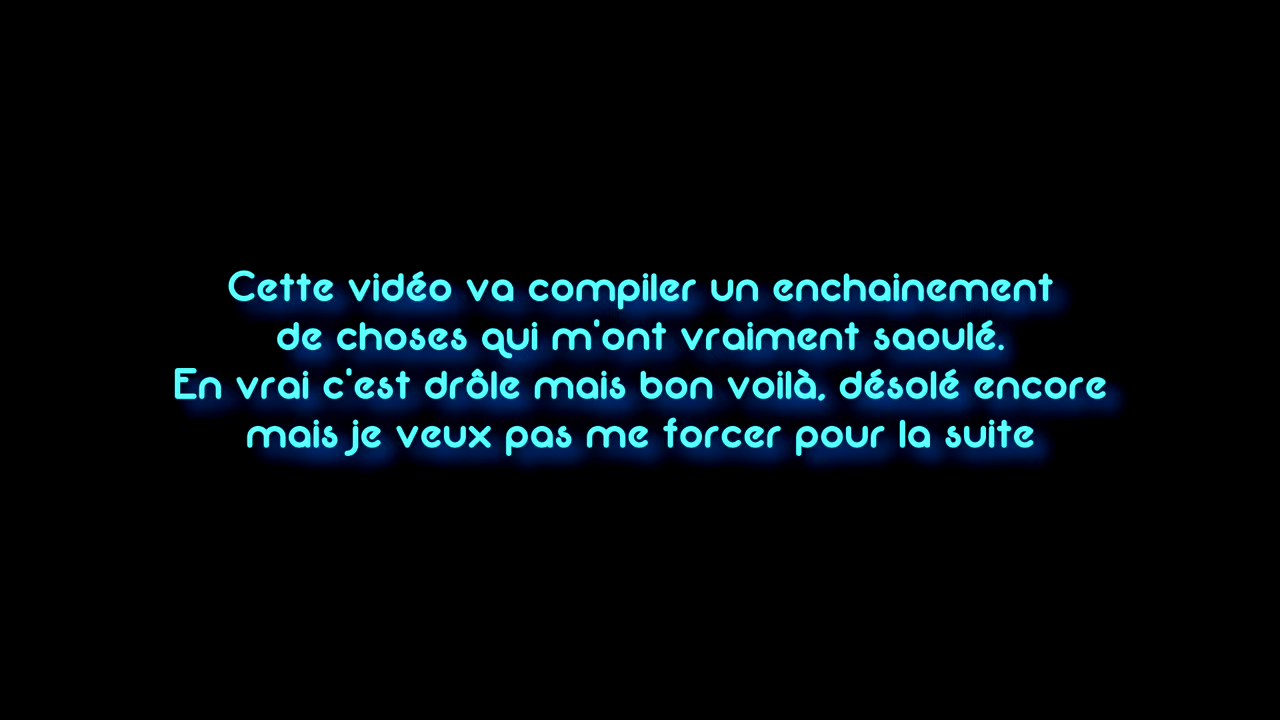 Cette vidéo va compiler un enchainement
de choses qui m'ont vraiment saoulé.
En vrai c'est drôle mais bon voilà, désolé encore
mais je veux pas me forcer pour la suite